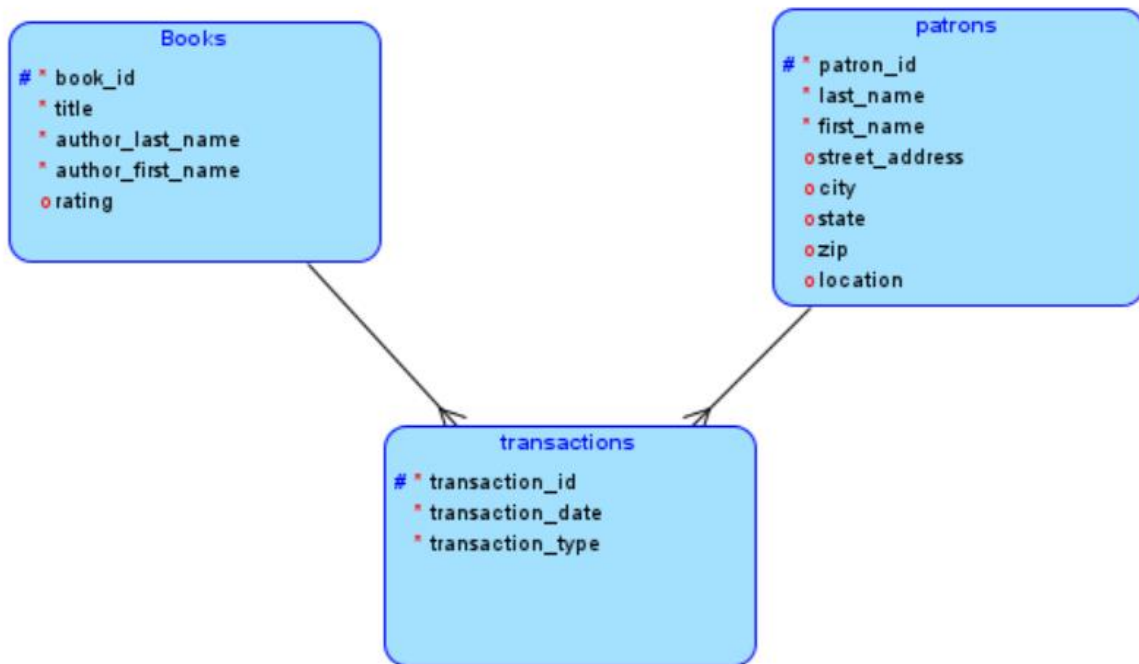 Books
# * book_id
* title
* author_last_name
* author_first_name
o rating
patrons
# * patron_id
* last_name
* first_name
o street_address
o city
o state
o zip
o location
transactions
# * transaction_id
* transaction_date
* transaction_type